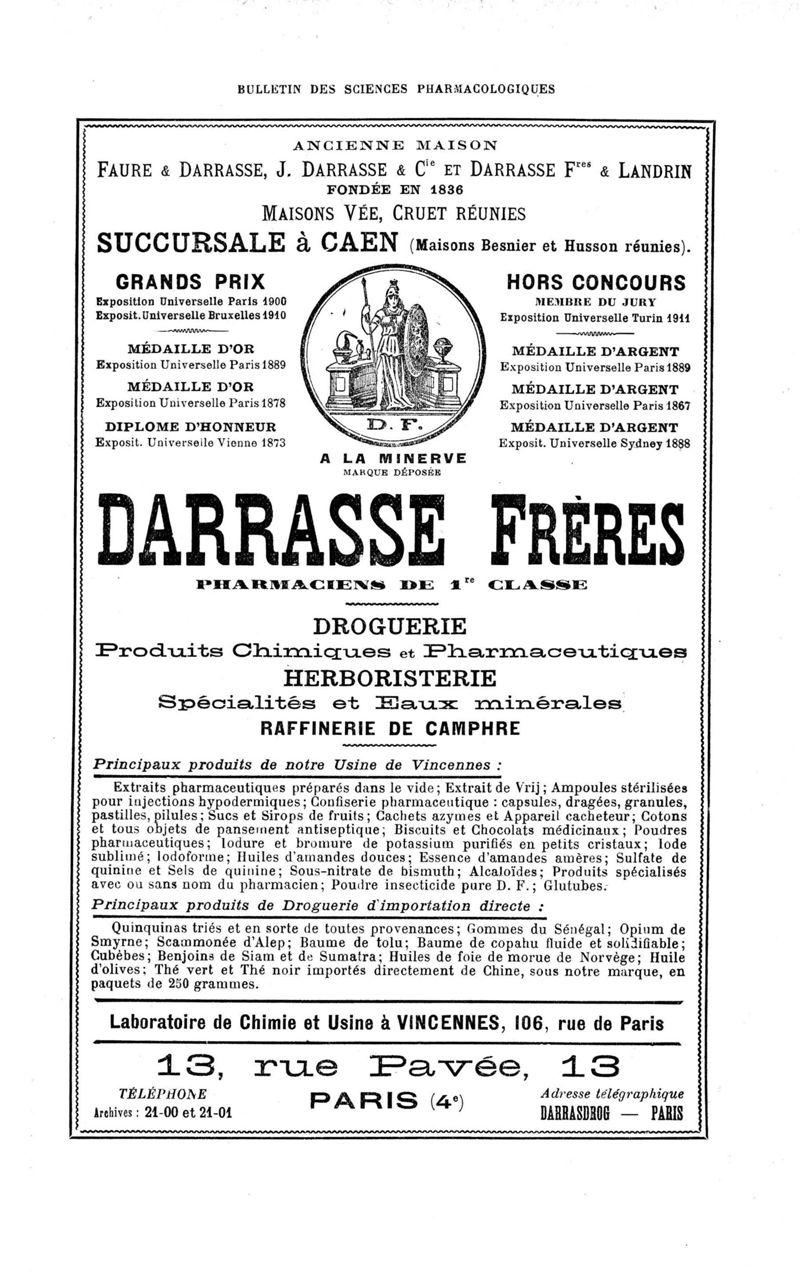 BULLETIN DES SCIENCES PHARMACOLOGIQUES
ANCIENNE MAISON
FAURE & DARRASSE, J. DARRASSE & Cie ET DARRASSE Fres & LANDRIN
FONDÉE EN 1836
MAISONS VÉE, CRUET RÉUNIES
SUCCURSALE à CAEN (Maisons Besnier et Husson réunies).
GRANDS PRIX
Exposition Universelle Paris 1900
Exposit. Universelle Bruxelles 1910
MÉDAILLE D'OR
Exposition Universelle Paris 1889
MÉDAILLE D'OR
Exposition Universelle Paris 1878
DIPLOME D'HONNEUR
Exposit. Universelle Vienne 1873
D. F.
A LA MINERVE
MARQUE DÉPOSÉE
HORS CONCOURS
MEMBRE DU JURY
Exposition Universelle Turin 1911
MÉDAILLE D'ARGENT
Exposition Universelle Paris 1889
MÉDAILLE D'ARGENT
Exposition Universelle Paris 1867
MÉDAILLE D'ARGENT
Exposit. Universelle Sydney 1888
DARRASSE FRÈRES
PHARMACIENS DE 1re CLASSE
DROGUERIE
Produits Chimiques et Pharmaceutiques
HERBORISTERIE
Spécialités et Eaux minérales
RAFFINERIE DE CAMPHRE
Principaux produits de notre Usine de Vincennes :
Extraits pharmaceutiques préparés dans le vide; Extrait de Vrij; Ampoules stérilisées
pour injections hypodermiques; Confiserie pharmaceutique : capsules, dragées, granules,
pastilles, pilules; Sucs et Sirops de fruits; Cachets azymes et Appareil cacheteur; Cotons
et tous objets de pansement antiseptique; Biscuits et Chocolats médicinaux; Poudres
pharmaceutiques; Iodure et bromure de potassium purifiés en petits cristaux; Iode
sublimé; Iodoforme; Huiles d'amandes douces; Essence d'amandes amères; Sulfate de
quinine et Sels de quinine; Sous-nitrate de bismuth; Alcaloïdes; Produits spécialisés
avec ou sans nom du pharmacien; Poudre insecticide pure D. F.; Glutubes.
Principaux produits de Droguerie d'importation directe :
Quinquinas triés et en sorte de toutes provenances; Gommes du Sénégal; Opium de
Smyrne; Scammonée d'Alep; Baume de tolu; Baume de copahu fluide et solidifiable;
Cubèbes; Benjoins de Siam et de Sumatra; Huiles de foie de morue de Norvège; Huile
d'olives; Thé vert et Thé noir importés directement de Chine, sous notre marque, en
paquets de 250 grammes.
Laboratoire de Chimie et Usine à VINCENNES, 106, rue de Paris
13, rue Pavée, 13
TÉLÉPHONE
Archives : 21-00 et 21-01
PARIS (4e)
Adresse télégraphique
DARRASDROG — PARIS